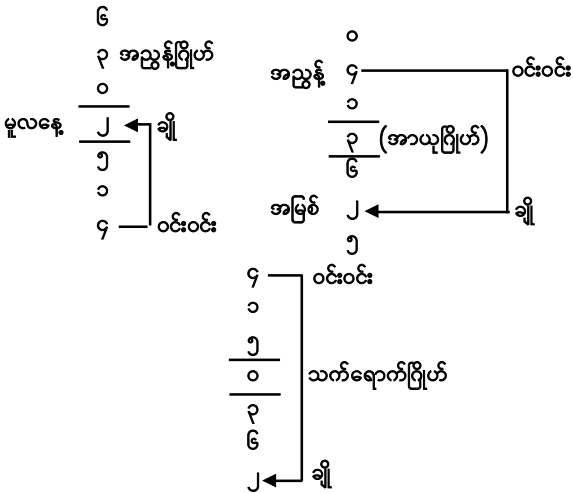 ၆
၃ အညွန့်ဂြိုဟ်
၀
မူလနေ့ ၂ ချို
၅
၁
၄ ဝင်းဝင်း
၀
အညွန့် ၄ ဝင်းဝင်း
၁
၃ (အာယုဂြိုဟ်)
၆
အမြစ် ၂ ချို
၅
၄ ဝင်းဝင်း
၁
၅
၀ သက်ရောက်ဂြိုဟ်
၃
၆
၂ ချို